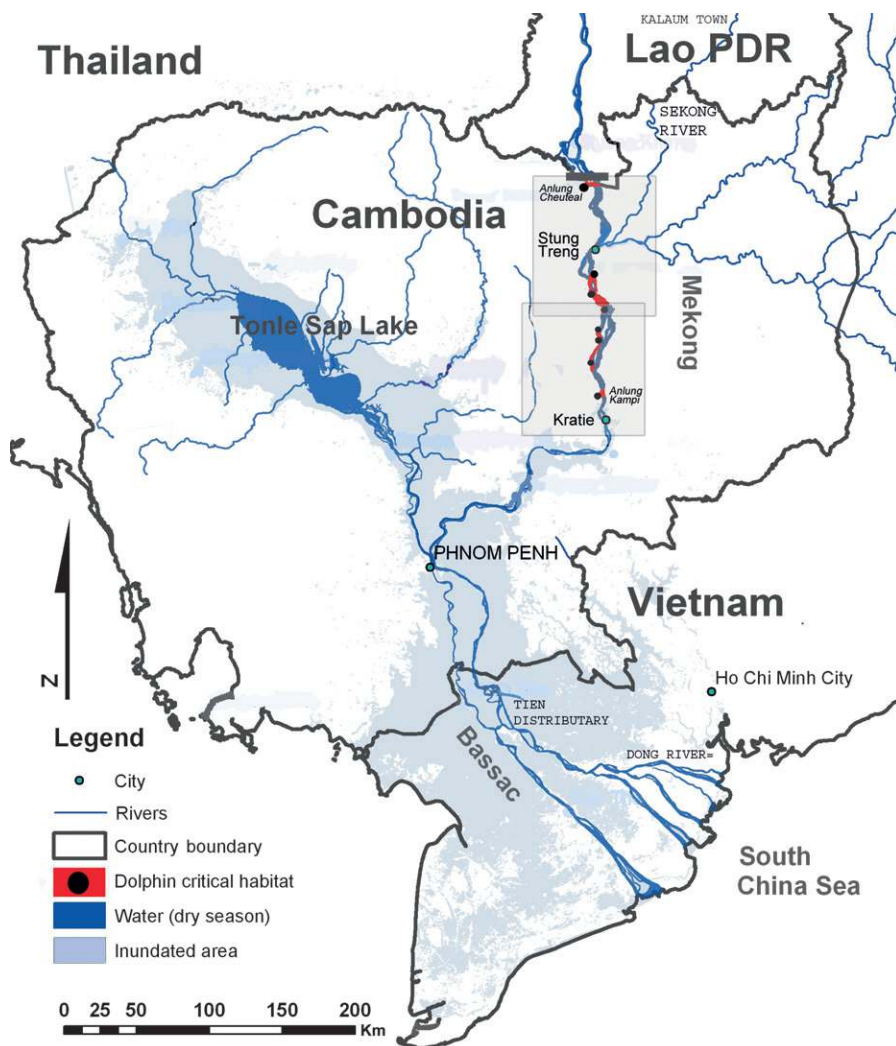 KALAUM TOWN
Thailand
Lao PDR
SEKONG
RIVER
Anlung
Cheuteal
Cambodia
Stung
Treng
Mekong
Tonle Sap Lake
Anlung
Kampi
Kratie
PHNOM PENH
Vietnam
N
Ho Chi Minh City
TIEN
DISTRIBUTARY
Legend
Bassac
DONG RIVER=
City
Rivers
Country boundary
South
China Sea
Dolphin critical habitat
Water (dry season)
Inundated area
0 25 50 100 150 200
Km